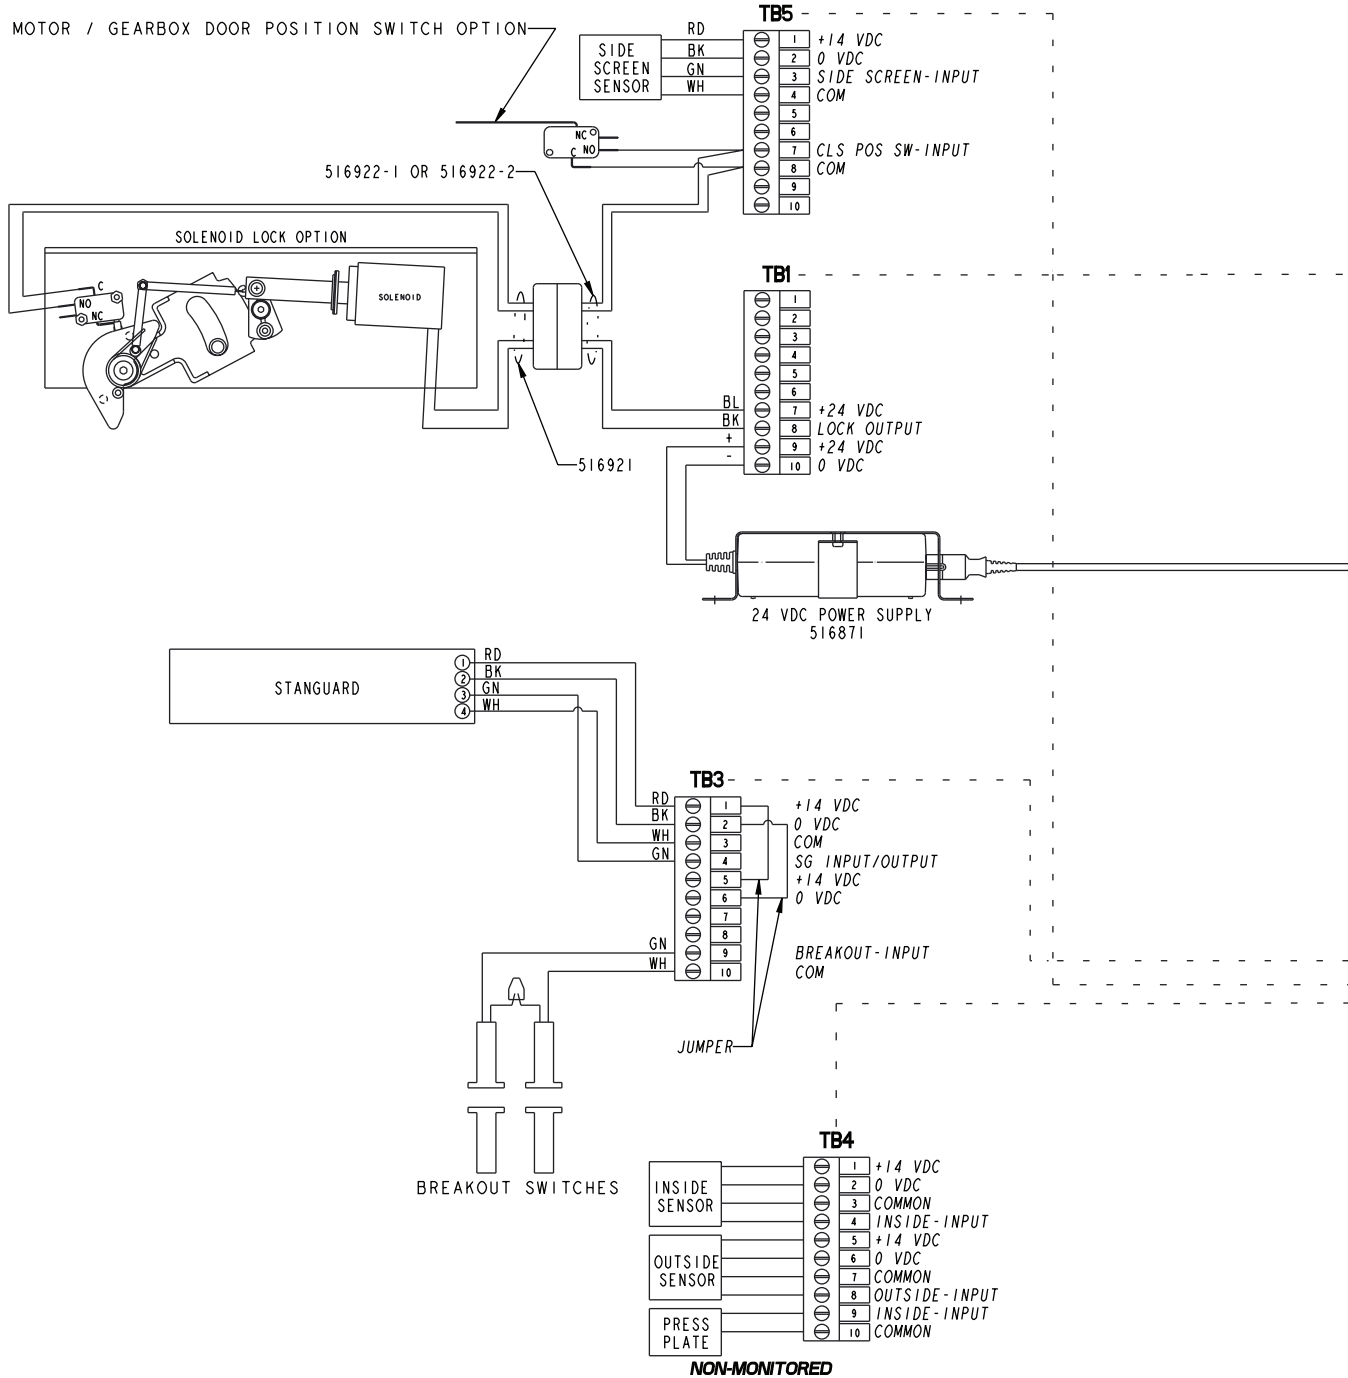 MOTOR / GEARBOX DOOR POSITION SWITCH OPTION
TB5
SIDE
SCREEN
SENSOR
RD
BK
GN
WH
1 +14 VDC
2 0 VDC
3 SIDE SCREEN-INPUT
4 COM
5
6
7 CLS POS SW-INPUT
8 COM
9
10
NC
NO
C
516922-1 OR 516922-2
SOLENOID LOCK OPTION
C
NO
NC
SOLENOID
516921
TB1
1
2
3
4
5
6
BL 7 +24 VDC
BK 8 LOCK OUTPUT
+ 9 +24 VDC
- 10 0 VDC
24 VDC POWER SUPPLY
516871
STANGUARD
1 RD
2 BK
3 GN
4 WH
TB3
RD 1 +14 VDC
BK 2 0 VDC
WH 3 COM
GN 4 SG INPUT/OUTPUT
5 +14 VDC
6 0 VDC
7
8
GN 9 BREAKOUT-INPUT
WH 10 COM
JUMPER
BREAKOUT SWITCHES
TB4
INSIDE
SENSOR
OUTSIDE
SENSOR
PRESS
PLATE
1 +14 VDC
2 0 VDC
3 COMMON
4 INSIDE-INPUT
5 +14 VDC
6 0 VDC
7 COMMON
8 OUTSIDE-INPUT
9 INSIDE-INPUT
10 COMMON
NON-MONITORED